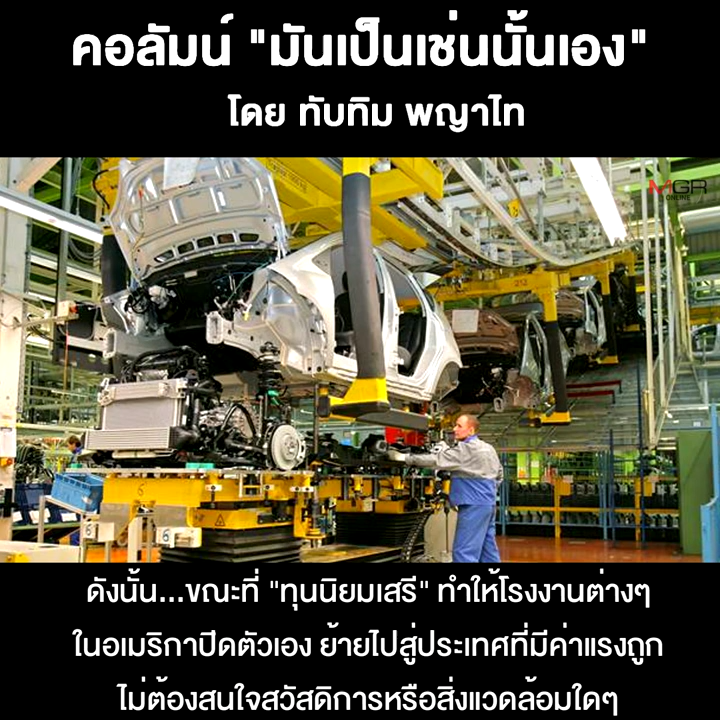 คอลัมน์ "มันเป็นเช่นนั้นเอง"
โดย ทับทิม พญาไท
MGR
ONLINE
212
ดังนั้น...ขณะที่ "ทุนนิยมเสรี" ทำให้โรงงานต่างๆ
ในอเมริกาปิดตัวเอง ย้ายไปสู่ประเทศที่มีค่าแรงถูก
ไม่ต้องสนใจสวัสดิการหรือสิ่งแวดล้อมใดๆ